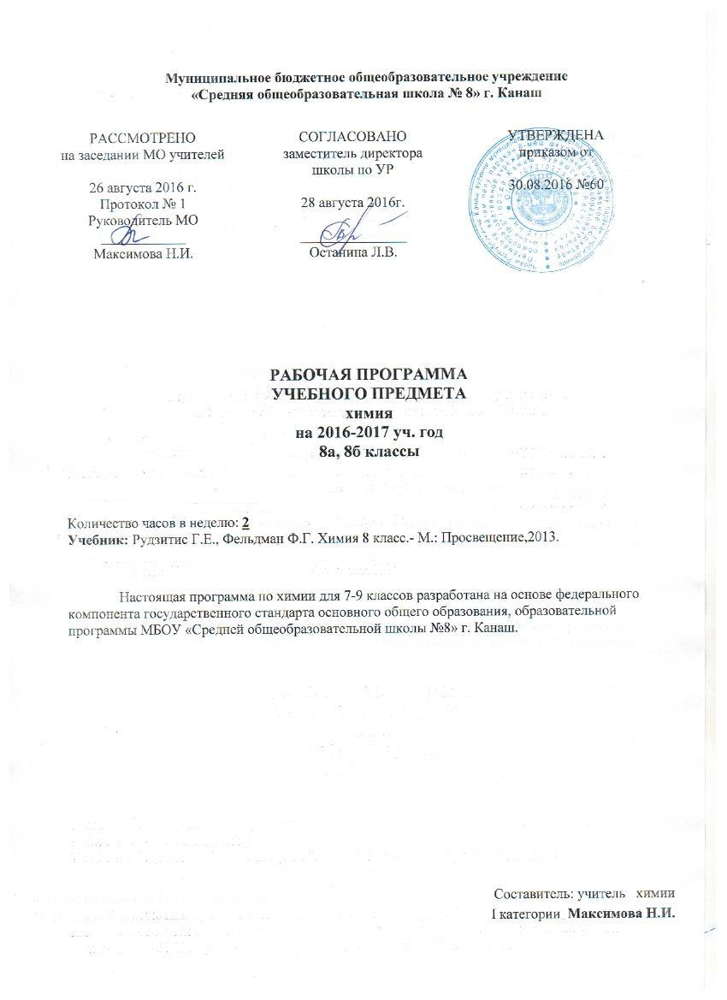 Муниципальное бюджетное общеобразовательное учреждение
«Средняя общеобразовательная школа № 8» г. Канаш
РАССМОТРЕНО
на заседании МО учителей
26 августа 2016 г.
Протокол № 1
Руководитель МО
Максимова Н.И.
СОГЛАСОВАНО
заместитель директора
школы по УР
28 августа 2016г.
Останина Л.В.
УТВЕРЖДЕНА
приказом от
30.08.2016 №60
РАБОЧАЯ ПРОГРАММА
УЧЕБНОГО ПРЕДМЕТА
химия
на 2016-2017 уч. год
8а, 8б классы
Количество часов в неделю: 2
Учебник: Рудзитис Г.Е., Фельдман Ф.Г. Химия 8 класс.- М.: Просвещение,2013.
Настоящая программа по химии для 7-9 классов разработана на основе федерального
компонента государственного стандарта основного общего образования, образовательной
программы МБОУ «Средней общеобразовательной школы №8» г. Канаш.
Составитель: учитель химии
I категории Максимова Н.И.